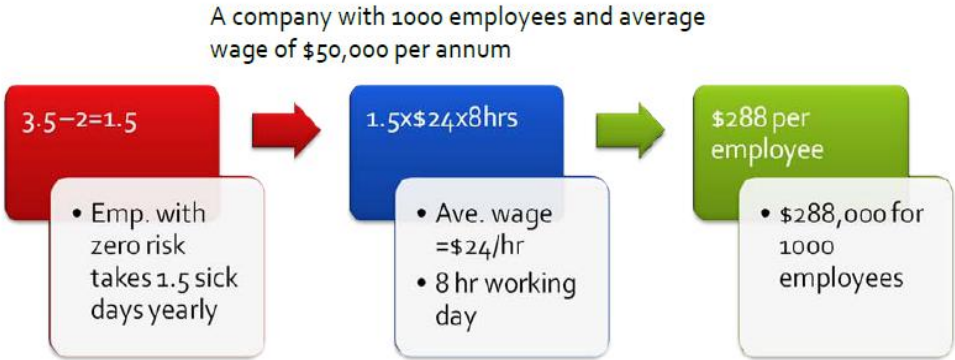 A company with 1000 employees and average
wage of $50,000 per annum
3.5–2=1.5
• Emp. with
zero risk
takes 1.5 sick
days yearly
1.5x$24x8hrs
• Ave. wage
=$24/hr
• 8 hr working
day
$288 per
employee
• $288,000 for
1000
employees